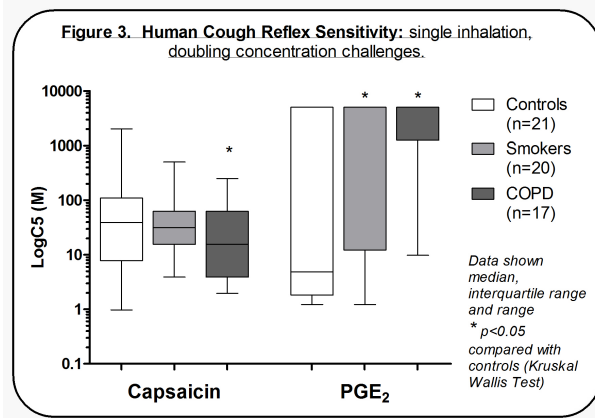 Figure 3. Human Cough Reflex Sensitivity: single inhalation,
doubling concentration challenges.
LogC5 (M)
10000
1000
100
10
1
0.1
*
*
*
Capsaicin
PGE₂
Controls
(n=21)
Smokers
(n=20)
COPD
(n=17)
Data shown
median,
interquartile range
and range
* p<0.05
compared with
controls (Kruskal
Wallis Test)